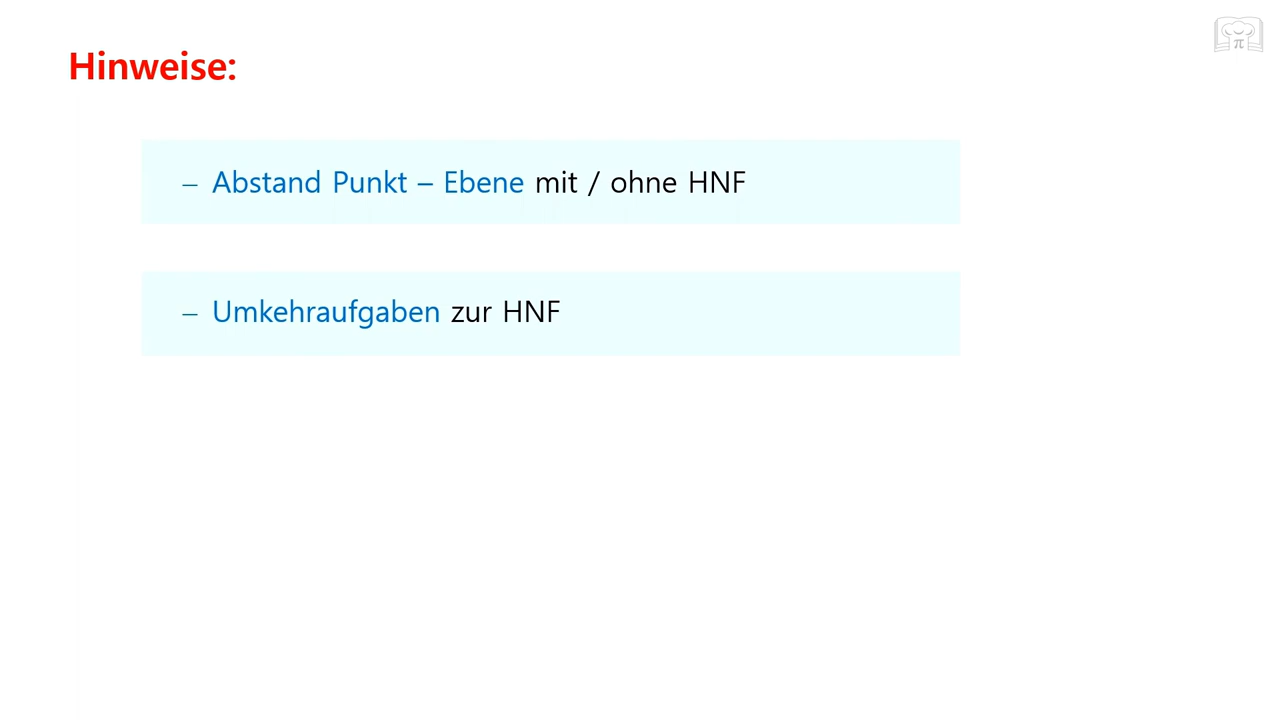 Hinweise:
– Abstand Punkt – Ebene mit / ohne HNF
– Umkehraufgaben zur HNF
π